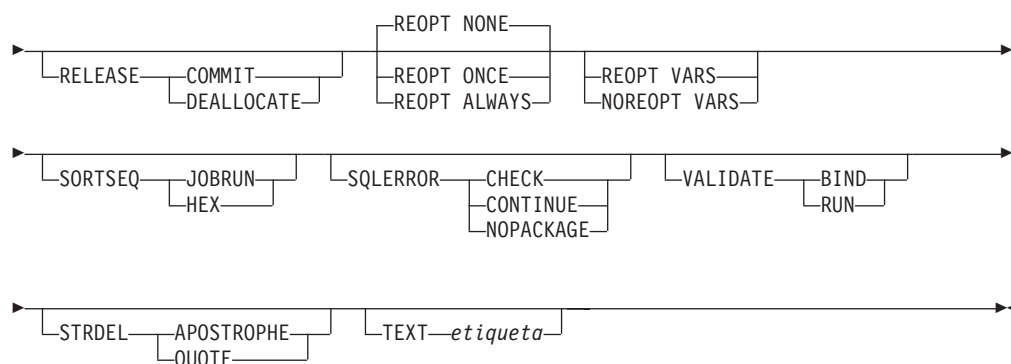 REOPT NONE
RELEASE COMMIT REOPT ONCE REOPT VARS
DEALLOCATE REOPT ALWAYS NOREOPT VARS
SORTSEQ JOBRUN SQLERROR CHECK VALIDATE BIND
HEX CONTINUE RUN
NOPACKAGE
STRDEL APOSTROPHE TEXT etiqueta
QUOTE